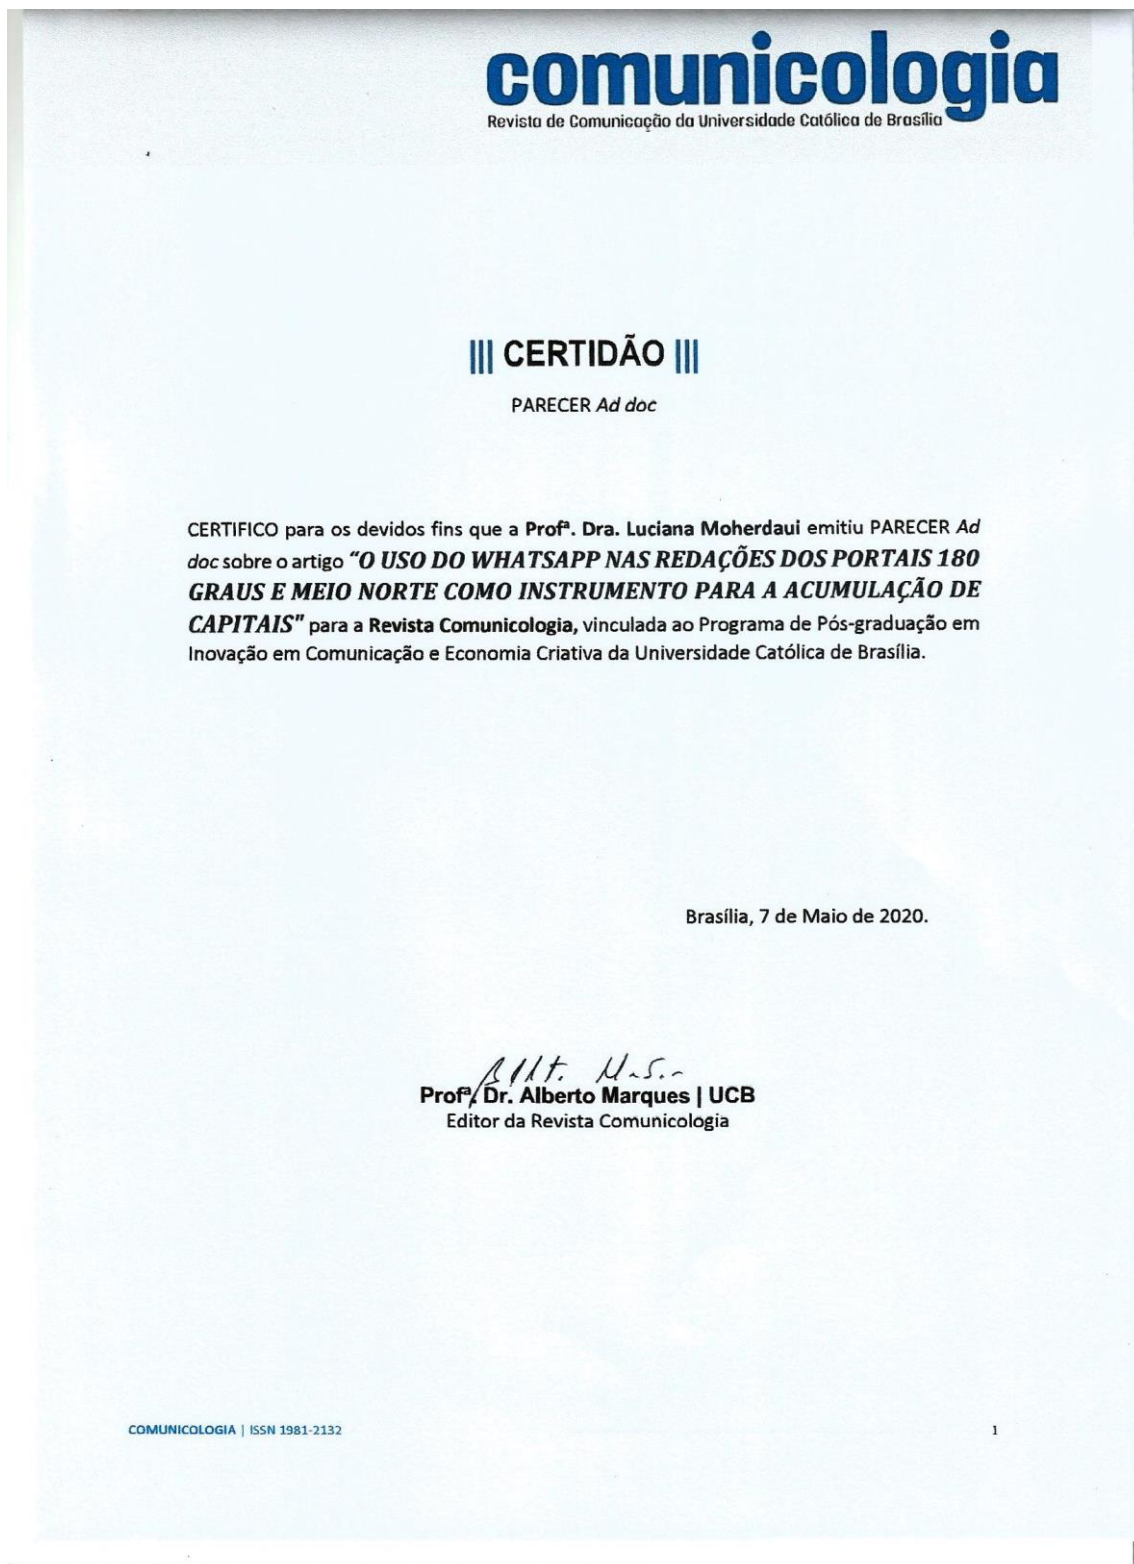 comunicologia
Revista de Comunicação da Universidade Católica de Brasília
||| CERTIDÃO |||
PARECER Ad doc
CERTIFICO para os devidos fins que a Profª. Dra. Luciana Moherdaui emitiu PARECER Ad
doc sobre o artigo "O USO DO WHATSAPP NAS REDAÇÕES DOS PORTAIS 180
GRAUS E MEIO NORTE COMO INSTRUMENTO PARA A ACUMULAÇÃO DE
CAPITAIS" para a Revista Comunicologia, vinculada ao Programa de Pós-graduação em
Inovação em Comunicação e Economia Criativa da Universidade Católica de Brasília.
Brasília, 7 de Maio de 2020.
Profª. Dr. Alberto Marques | UCB
Editor da Revista Comunicologia
COMUNICOLOGIA | ISSN 1981-2132
1